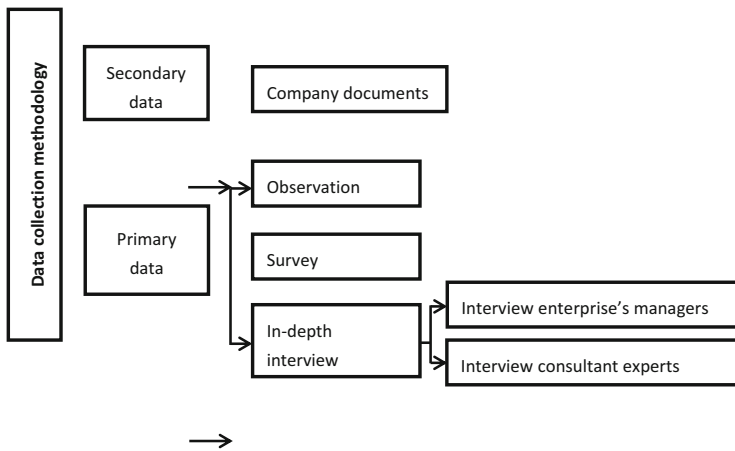 Data collection methodology
Secondary
data
Company documents
Primary
data
Observation
Survey
In-depth
interview
Interview enterprise's managers
Interview consultant experts